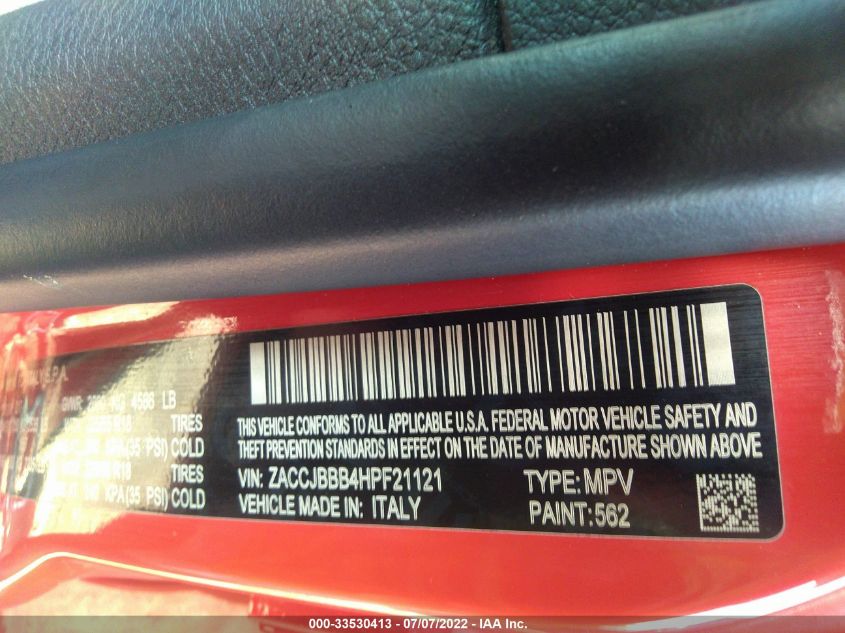 GVWR: 4586 LB
TIRES
THIS VEHICLE CONFORMS TO ALL APPLICABLE U.S.A. FEDERAL MOTOR VEHICLE SAFETY AND
KPA(35 PSI) COLD
THEFT PREVENTION STANDARDS IN EFFECT ON THE DATE OF MANUFACTURE SHOWN ABOVE
TIRES
VIN: ZACCJBBB4HPF21121 TYPE: MPV
KPA(35 PSI) COLD
VEHICLE MADE IN: ITALY PAINT:562
000-33530413 - 07/07/2022 - IAA Inc.